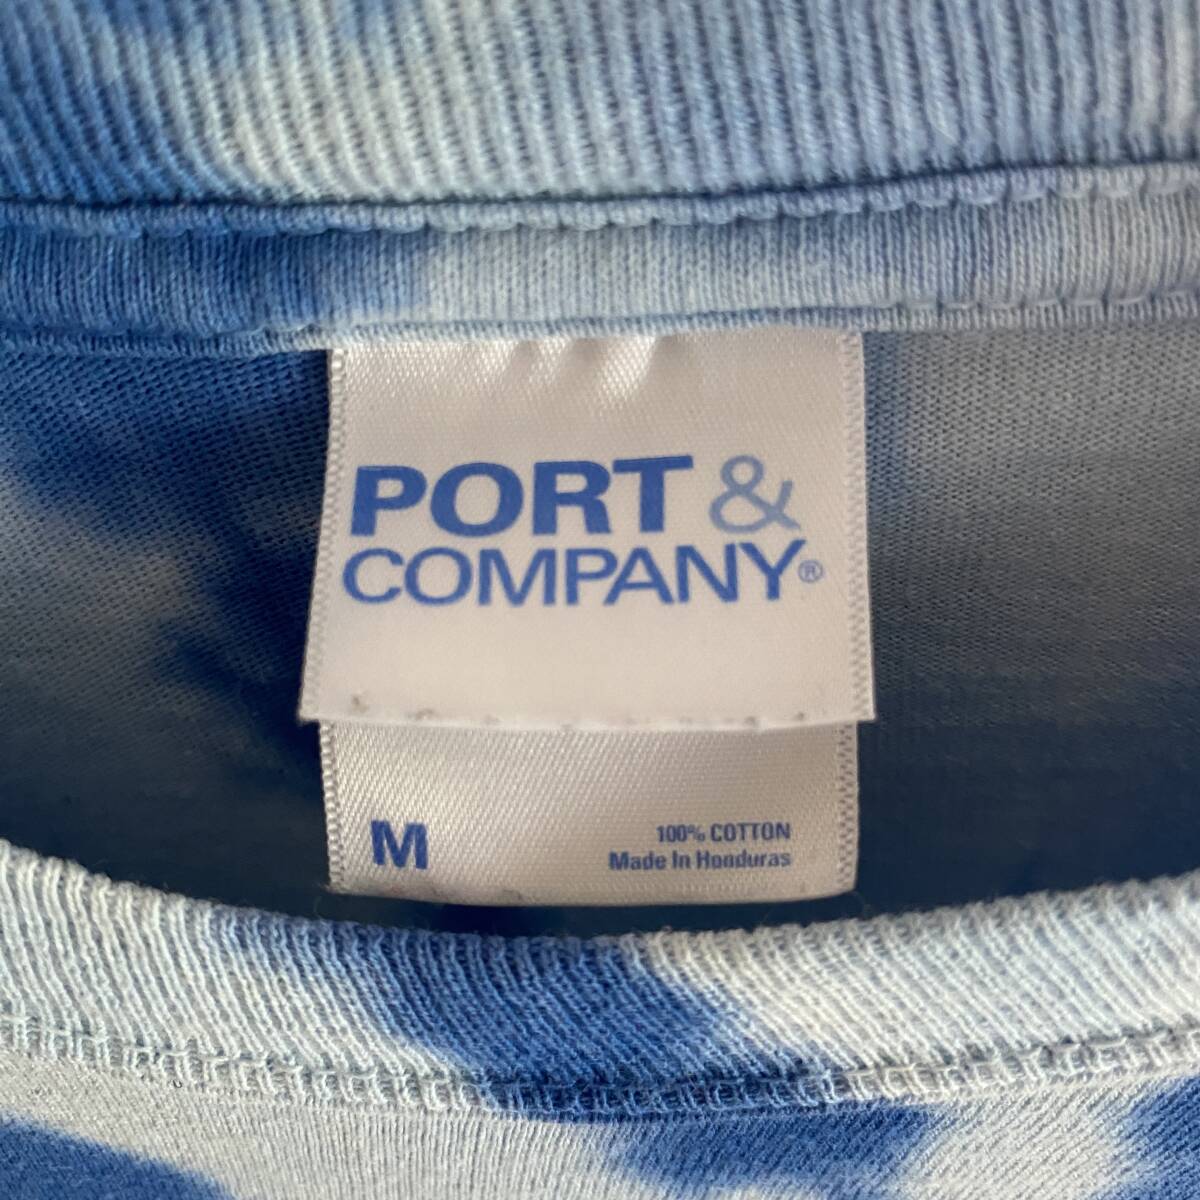 PORT &
COMPANY®
M
100% COTTON
Made In Honduras